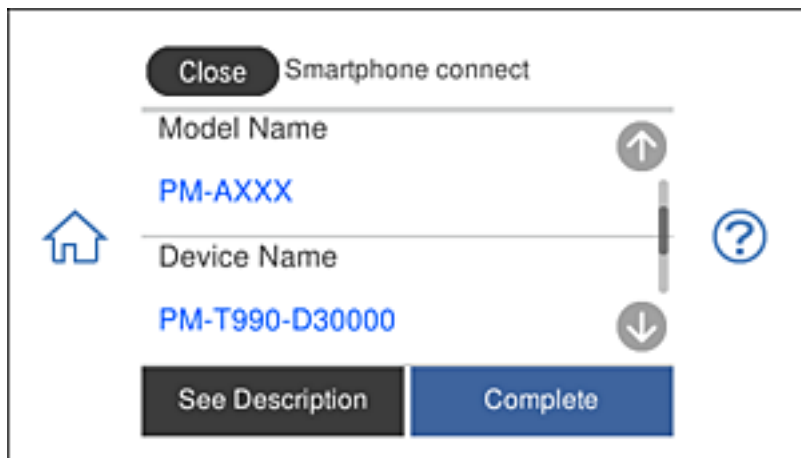 Close Smartphone connect
Model Name
PM-AXXX
Device Name
PM-T990-D30000
See Description Complete
?